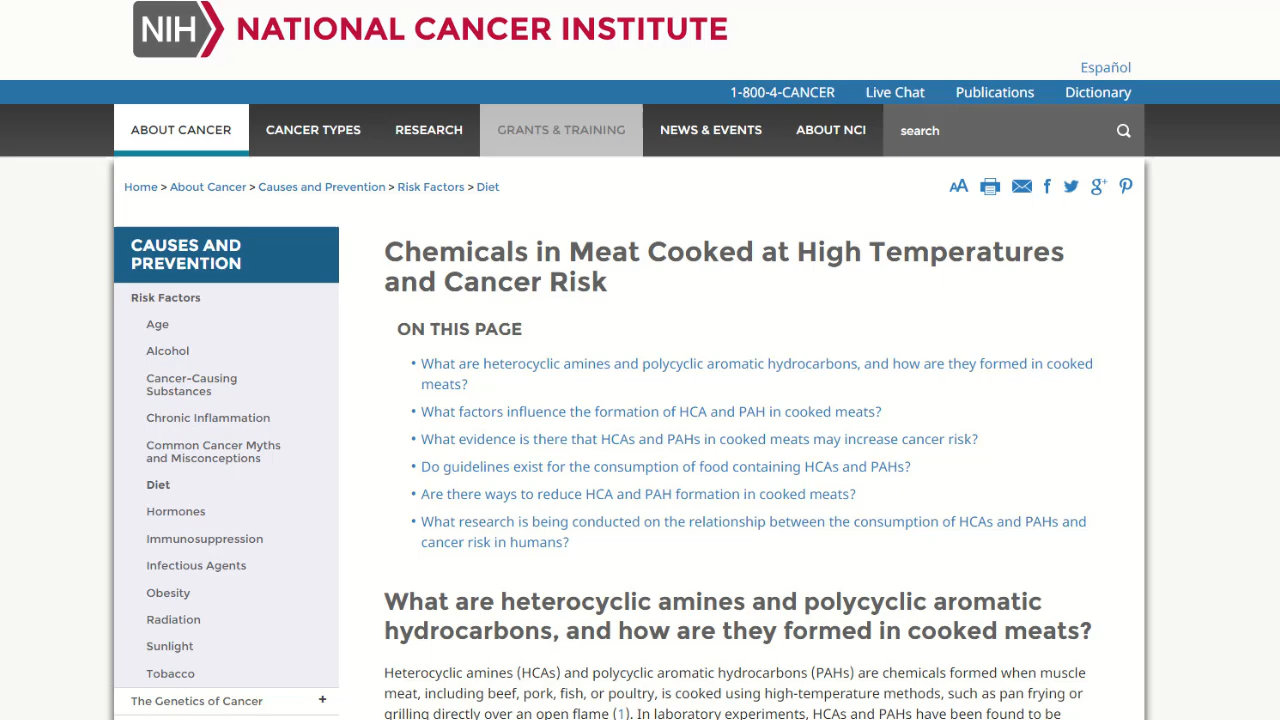 NIH NATIONAL CANCER INSTITUTE
Español
1-800-4-CANCER Live Chat Publications Dictionary
ABOUT CANCER CANCER TYPES RESEARCH GRANTS & TRAINING NEWS & EVENTS ABOUT NCI search
Home > About Cancer > Causes and Prevention > Risk Factors > Diet
AA f g+
CAUSES AND
PREVENTION
Risk Factors
Age
Alcohol
Cancer-Causing
Substances
Chronic Inflammation
Common Cancer Myths
and Misconceptions
Diet
Hormones
Immunosuppression
Infectious Agents
Obesity
Radiation
Sunlight
Tobacco
The Genetics of Cancer +
Chemicals in Meat Cooked at High Temperatures
and Cancer Risk
ON THIS PAGE
• What are heterocyclic amines and polycyclic aromatic hydrocarbons, and how are they formed in cooked
meats?
• What factors influence the formation of HCA and PAH in cooked meats?
• What evidence is there that HCAs and PAHs in cooked meats may increase cancer risk?
• Do guidelines exist for the consumption of food containing HCAs and PAHs?
• Are there ways to reduce HCA and PAH formation in cooked meats?
• What research is being conducted on the relationship between the consumption of HCAs and PAHs and
cancer risk in humans?
What are heterocyclic amines and polycyclic aromatic
hydrocarbons, and how are they formed in cooked meats?
Heterocyclic amines (HCAs) and polycyclic aromatic hydrocarbons (PAHs) are chemicals formed when muscle
meat, including beef, pork, fish, or poultry, is cooked using high-temperature methods, such as pan frying or
grilling directly over an open flame (1). In laboratory experiments, HCAs and PAHs have been found to be